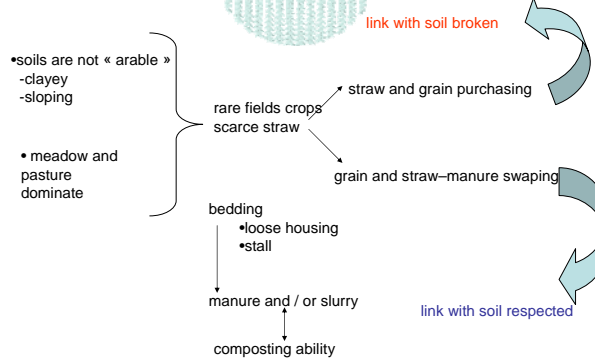 link with soil broken
•soils are not « arable »
-clayey
-sloping
straw and grain purchasing
rare fields crops
scarce straw
• meadow and
pasture
dominate
grain and straw–manure swaping
bedding
•loose housing
•stall
manure and / or slurry
link with soil respected
composting ability